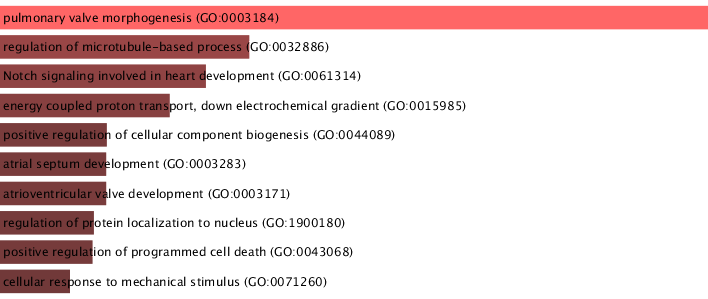 pulmonary valve morphogenesis (GO:0003184)
regulation of microtubule-based process (GO:0032886)
Notch signaling involved in heart development (GO:0061314)
energy coupled proton transport, down electrochemical gradient (GO:0015985)
positive regulation of cellular component biogenesis (GO:0044089)
atrial septum development (GO:0003283)
atrioventricular valve development (GO:0003171)
regulation of protein localization to nucleus (GO:1900180)
positive regulation of programmed cell death (GO:0043068)
cellular response to mechanical stimulus (GO:0071260)